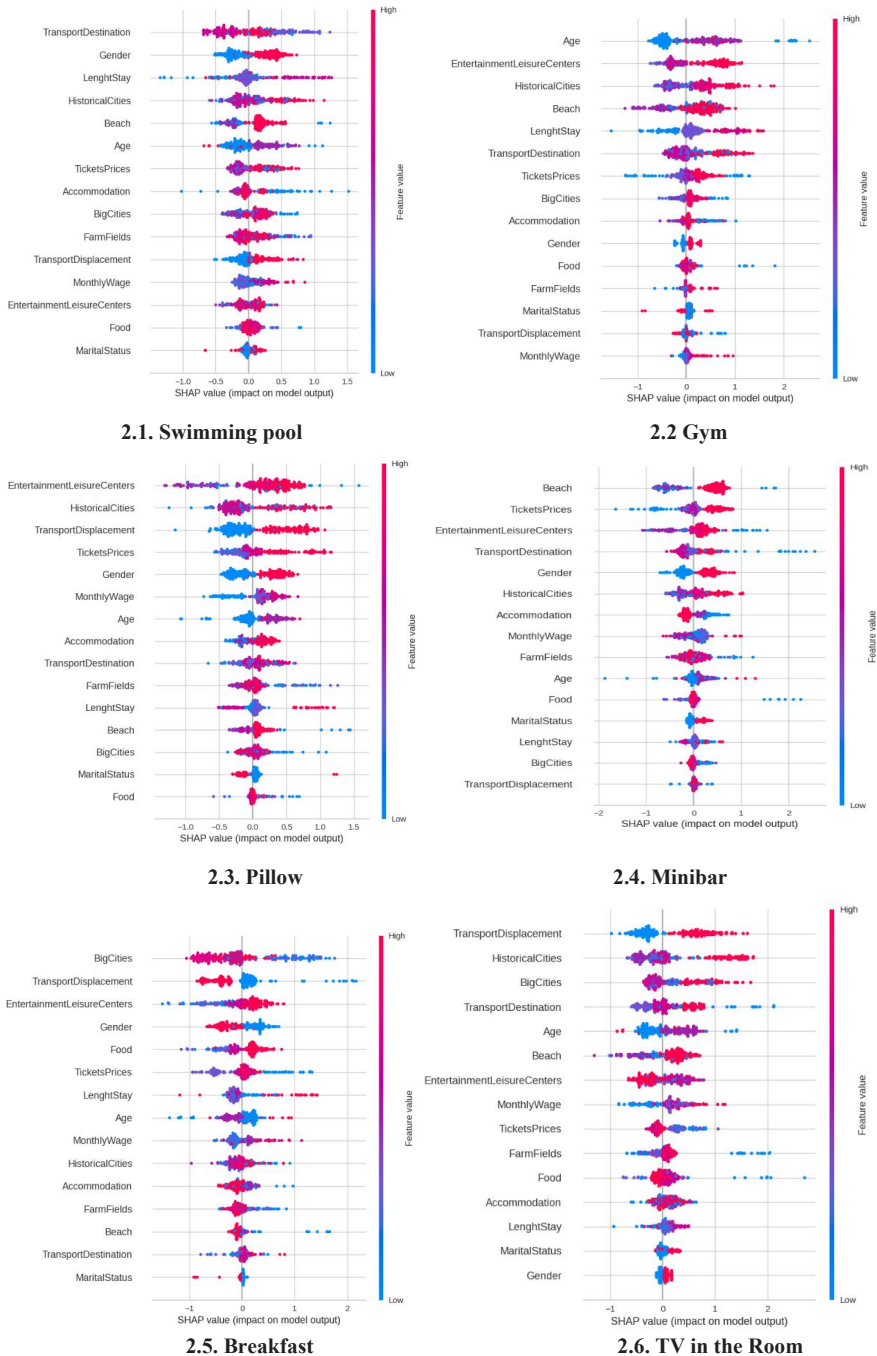 High
TransportDestination
Gender
LenghtStay
HistoricalCities
Beach
Age
TicketsPrices
Accommodation
BigCities
FarmFields
TransportDisplacement
MonthlyWage
EntertainmentLeisureCenters
Food
MaritalStatus
Feature value
Low
−1.0 −0.5 0.0 0.5 1.0 1.5
SHAP value (impact on model output)
2.1. Swimming pool
High
Age
EntertainmentLeisureCenters
HistoricalCities
Beach
LenghtStay
TransportDestination
TicketsPrices
BigCities
Accommodation
Gender
Food
FarmFields
MaritalStatus
TransportDisplacement
MonthlyWage
Feature value
Low
−1 0 1 2
SHAP value (impact on model output)
2.2 Gym
High
EntertainmentLeisureCenters
HistoricalCities
TransportDisplacement
TicketsPrices
Gender
MonthlyWage
Age
Accommodation
TransportDestination
FarmFields
LenghtStay
Beach
BigCities
MaritalStatus
Food
Feature value
Low
−1.0 −0.5 0.0 0.5 1.0 1.5
SHAP value (impact on model output)
2.3. Pillow
High
Beach
TicketsPrices
EntertainmentLeisureCenters
TransportDestination
Gender
HistoricalCities
Accommodation
MonthlyWage
FarmFields
Age
Food
MaritalStatus
LenghtStay
BigCities
TransportDisplacement
Feature value
Low
−2 −1 0 1 2
SHAP value (impact on model output)
2.4. Minibar
High
BigCities
TransportDisplacement
EntertainmentLeisureCenters
Gender
Food
TicketsPrices
LenghtStay
Age
MonthlyWage
HistoricalCities
Accommodation
FarmFields
Beach
TransportDestination
MaritalStatus
Feature value
Low
−1 0 1 2
SHAP value (impact on model output)
2.5. Breakfast
High
TransportDisplacement
HistoricalCities
BigCities
TransportDestination
Age
Beach
EntertainmentLeisureCenters
MonthlyWage
TicketsPrices
FarmFields
Food
Accommodation
LenghtStay
MaritalStatus
Gender
Feature value
Low
−1 0 1 2
SHAP value (impact on model output)
2.6. TV in the Room